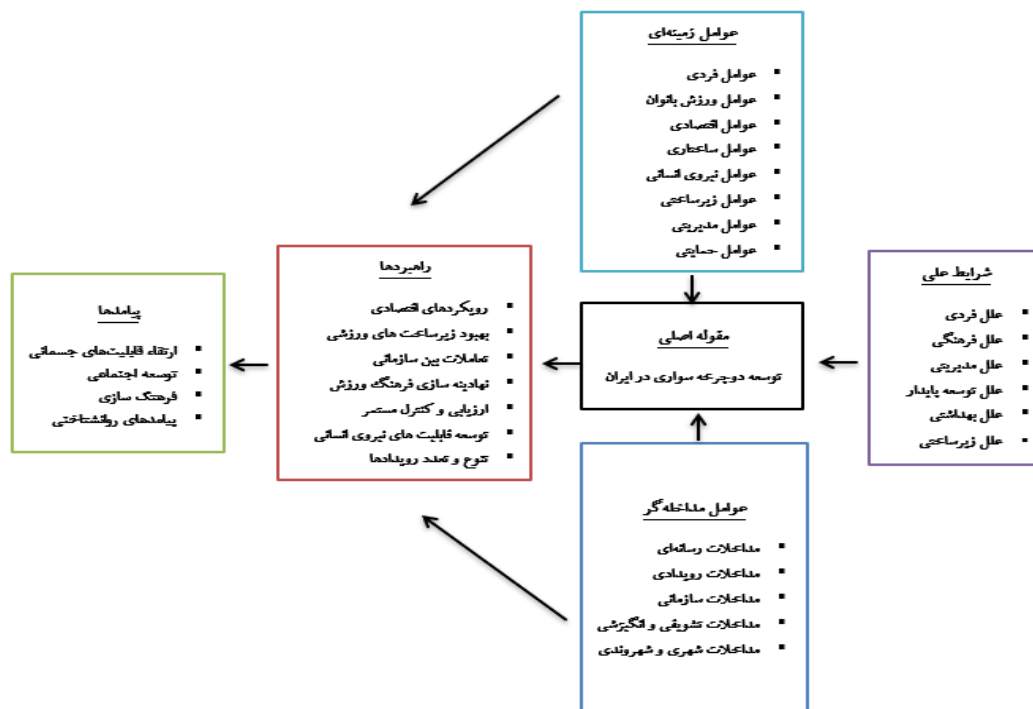 عوامل زمینه‌ای
عوامل فردی
عوامل ورزش بانوان
عوامل اقتصادی
عوامل ساختاری
عوامل نیروی انسانی
عوامل زیرساختی
عوامل مدیریتی
عوامل حمایتی
شرایط علی
علل فردی
علل فرهنگی
علل مدیریتی
علل توسعه پایدار
علل بهداشتی
علل زیرساختی
مقوله اصلی
توسعه دوچرخه سواری در ایران
عوامل مداخله‌گر
مداخلات رسانه‌ای
مداخلات رویدادی
مداخلات سازمانی
مداخلات تشویقی و انگیزشی
مداخلات شهری و شهروندی
راهبردها
رویکردهای اقتصادی
بهبود زیرساخت های ورزشی
تعاملات بین سازمانی
نهادینه سازی فرهنگ ورزش
ارزیابی و کنترل مستمر
توسعه قابلیت های نیروی انسانی
تنوع و تعدد رویدادها
پیامدها
ارتقاء قابلیت‌های جسمانی
توسعه اجتماعی
فرهنگ سازی
پیامدهای روانشناختی